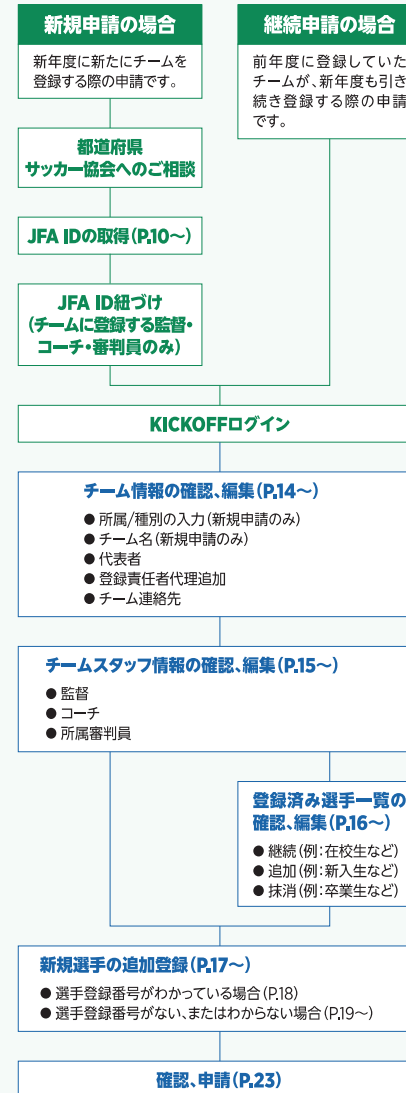 新規申請の場合
新年度に新たにチームを
登録する際の申請です。
継続申請の場合
前年度に登録していた
チームが、新年度も引き
続き登録する際の申請
です。
都道府県
サッカー協会へのご相談
JFA IDの取得(P.10〜)
JFA ID紐づけ
(チームに登録する監督・
コーチ・審判員のみ)
KICKOFFログイン
チーム情報の確認、編集(P.14〜)
● 所属/種別の入力(新規申請のみ)
● チーム名(新規申請のみ)
● 代表者
● 登録責任者代理追加
● チーム連絡先
チームスタッフ情報の確認、編集(P.15〜)
● 監督
● コーチ
● 所属審判員
登録済み選手一覧の
確認、編集(P.16〜)
● 継続(例:在校生など)
● 追加(例:新入生など)
● 抹消(例:卒業生など)
新規選手の追加登録(P.17〜)
● 選手登録番号がわかっている場合(P.18)
● 選手登録番号がない、またはわからない場合(P.19〜)
確認、申請(P.23)